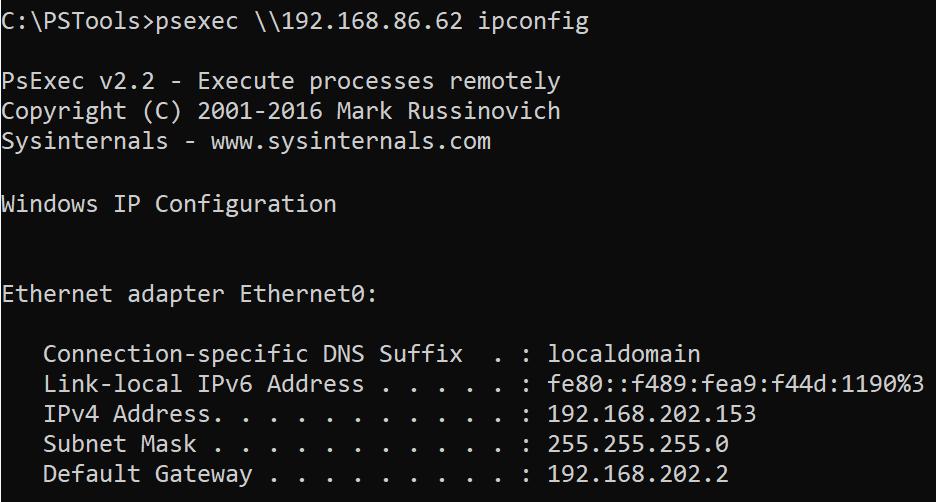 C:\PSTools>psexec \\192.168.86.62 ipconfig
PsExec v2.2 - Execute processes remotely
Copyright (C) 2001-2016 Mark Russinovich
Sysinternals - www.sysinternals.com
Windows IP Configuration
Ethernet adapter Ethernet0:
Connection-specific DNS Suffix  . : localdomain
Link-local IPv6 Address . . . . . : fe80::f489:fea9:f44d:1190%3
IPv4 Address. . . . . . . . . . . : 192.168.202.153
Subnet Mask . . . . . . . . . . . : 255.255.255.0
Default Gateway . . . . . . . . . : 192.168.202.2